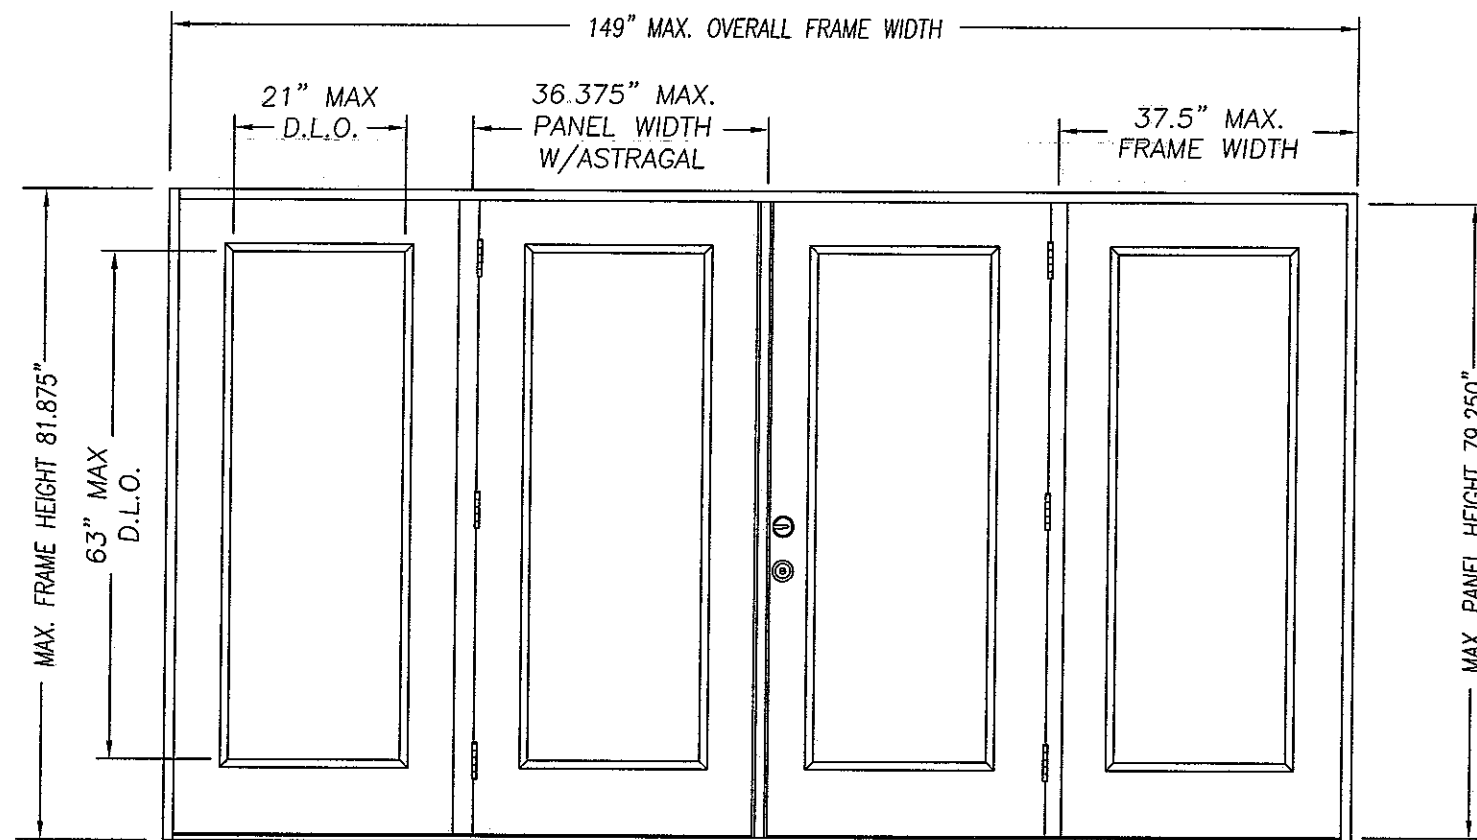 149” MAX. OVERALL FRAME WIDTH
21” MAX
D.L.O.
36.375” MAX.
PANEL WIDTH
W/ASTRAGAL
37.5” MAX.
FRAME WIDTH
MAX. FRAME HEIGHT 81.875”
63” MAX
D.L.O.
MAX. PANEL HEIGHT 79.250”